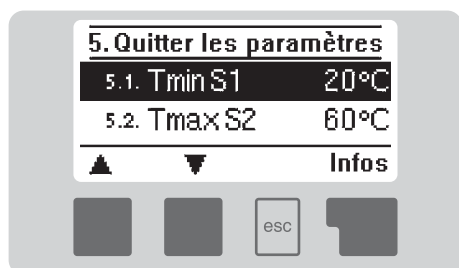 5. Quitter les paramètres
5.1. Tmin S1 20°C
5.2. Tmax S2 60°C
▲ ▼ Infos
esc